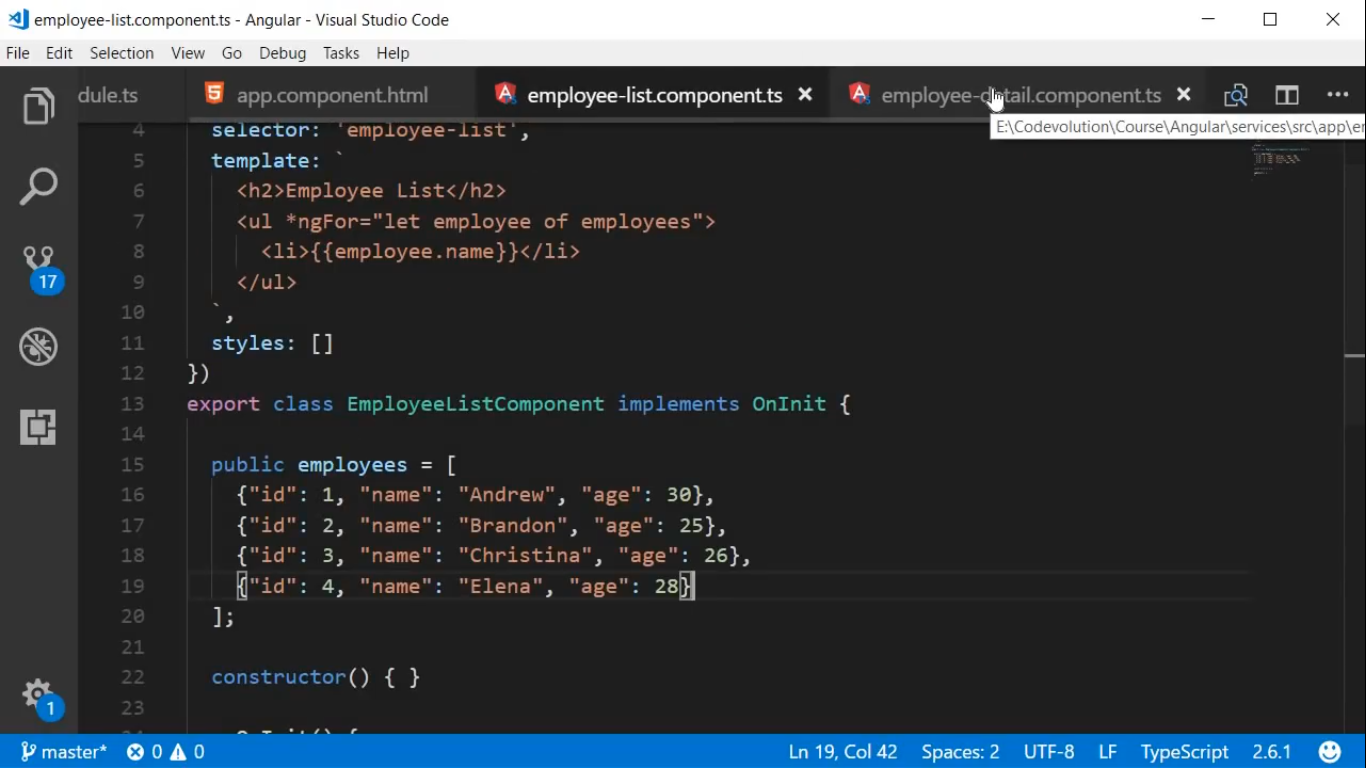 employee-list.component.ts - Angular - Visual Studio Code
File Edit Selection View Go Debug Tasks Help
dule.ts app.component.html employee-list.component.ts employee-detail.component.ts
E:\Codevolution\Course\Angular\services\src\app\e
4 selector: 'employee-list',
5 template: `
6 <h2>Employee List</h2>
7 <ul *ngFor="let employee of employees">
8 <li>{{employee.name}}</li>
9 </ul>
10 `,
11 styles: []
12 })
13 export class EmployeeListComponent implements OnInit {
14
15 public employees = [
16 {"id": 1, "name": "Andrew", "age": 30},
17 {"id": 2, "name": "Brandon", "age": 25},
18 {"id": 3, "name": "Christina", "age": 26},
19 {"id": 4, "name": "Elena", "age": 28}
20 ];
21
22 constructor() { }
23
17
1
master* 0 0 Ln 19, Col 42 Spaces: 2 UTF-8 LF TypeScript 2.6.1